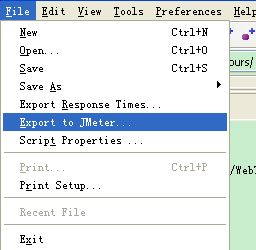 File Edit View Tools Preferences Help
New Ctrl+N
Open... Ctrl+O
Save Ctrl+S
Save As
Export Response Times...
Export to JMeter...
Script Properties ...
Print... Ctrl+P
Print Setup...
Recent File
Exit
ours/
/Web